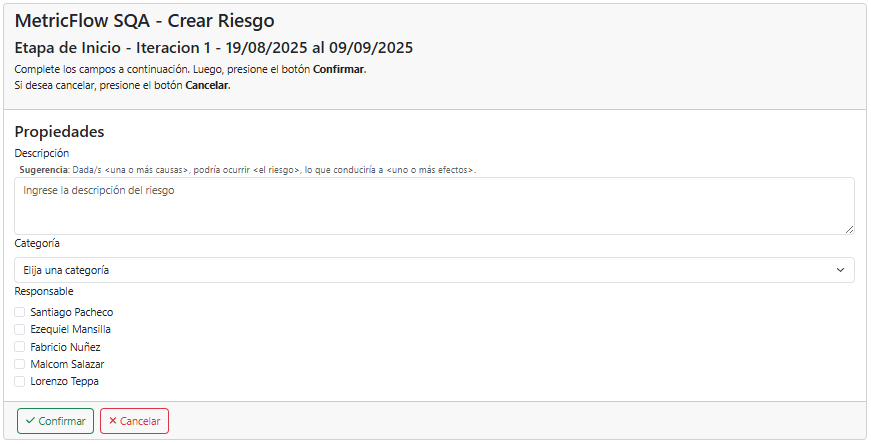 MetricFlow SQA - Crear Riesgo
Etapa de Inicio - Iteracion 1 - 19/08/2025 al 09/09/2025
Complete los campos a continuación. Luego, presione el botón Confirmar.
Si desea cancelar, presione el botón Cancelar.
Propiedades
Descripción
Sugerencia: Dada/s <una o más causas>, podría ocurrir <el riesgo>, lo que conduciría a <uno o más efectos>.
Ingrese la descripción del riesgo
Categoría
Elija una categoría
Responsable
Santiago Pacheco
Ezequiel Mansilla
Fabricio Nuñez
Malcom Salazar
Lorenzo Teppa
Confirmar Cancelar